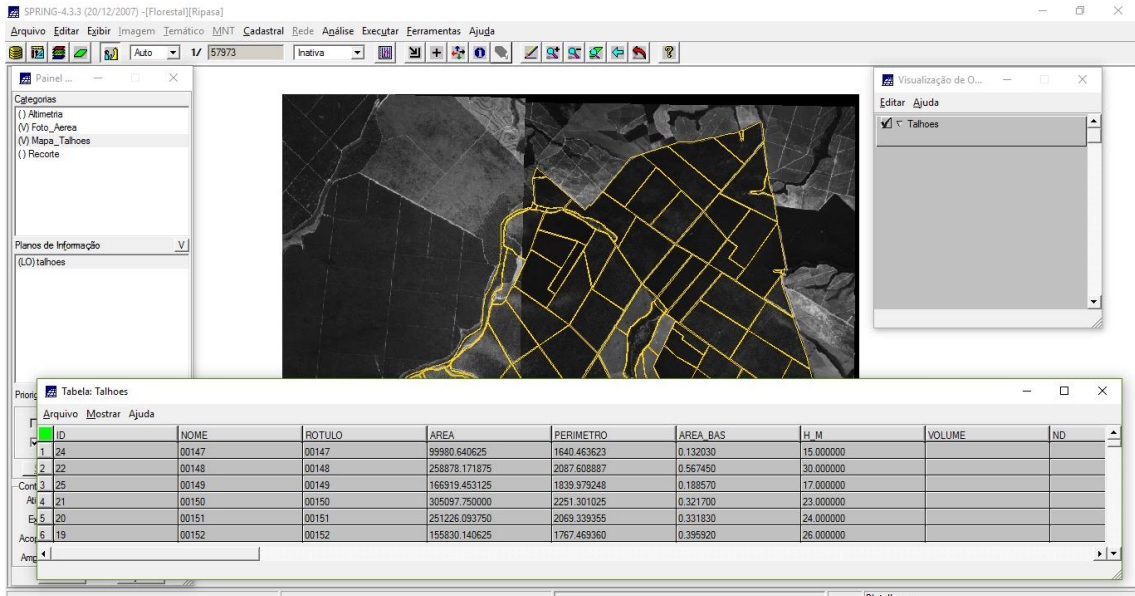 SPRING-4.3.3 (20/12/2007) -[Florestal][Ripasa]
Arquivo Editar Exibir Imagem Temático MNT Cadastral Rede Análise Executar Ferramentas Ajuda
Auto 1/ 57973 Inativa
Painel ...
Categorias
() Altimetria
(V) Foto_Aerea
(V) Mapa_Talhoes
() Recorte
Planos de Informação V
(LO) talhoes
Visualização de O...
Editar Ajuda
Talhoes
Tabela: Talhoes
Arquivo Mostrar Ajuda
ID NOME ROTULO AREA PERIMETRO AREA_BAS H_M VOLUME ND
1 24 00147 00147 99980.640625 1640.463623 0.132030 15.000000
2 22 00148 00148 258878.171875 2087.608887 0.567450 30.000000
3 25 00149 00149 166919.453125 1839.979248 0.188570 17.000000
4 21 00150 00150 305097.750000 2251.301025 0.321700 23.000000
5 20 00151 00151 251226.093750 2069.339355 0.331830 24.000000
6 19 00152 00152 155830.140625 1767.469360 0.395920 26.000000